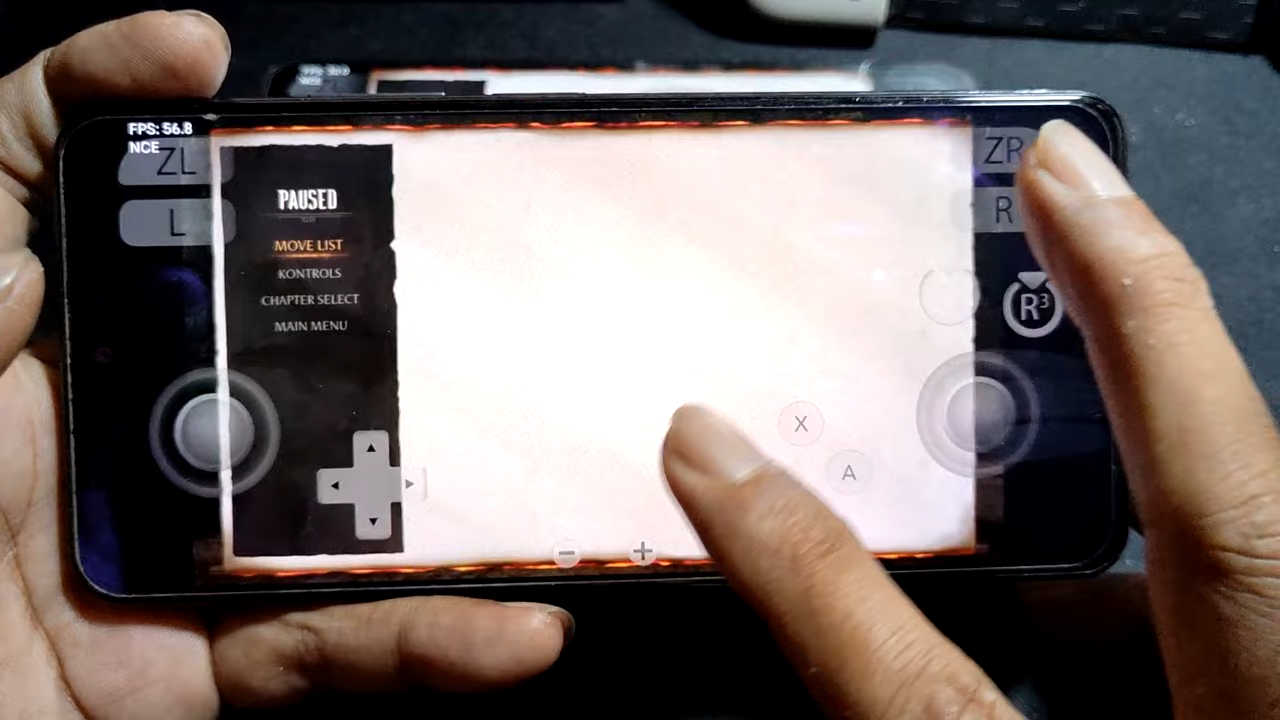 FPS: 56.8
NCE
ZL
L
ZR
R
R3
PAUSED
MOVE LIST
KONTROLS
CHAPTER SELECT
MAIN MENU
X
A